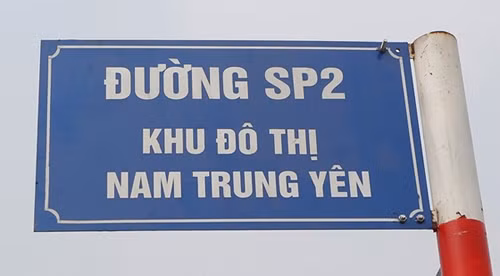 ĐƯỜNG SP2
KHU ĐÔ THỊ
NAM TRUNG YÊN